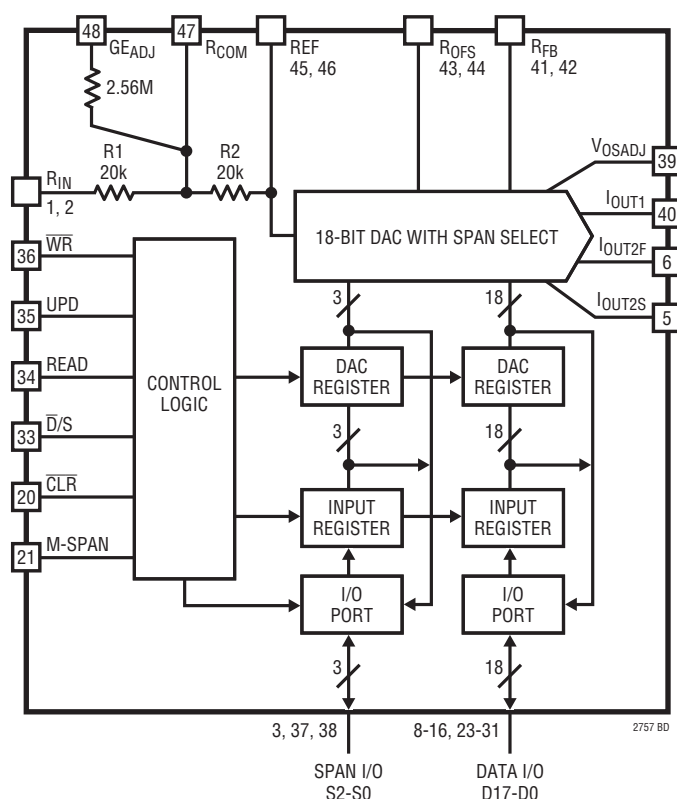 48 47
GEADJ RCOM REF ROFS RFB
45, 46 43, 44 41, 42
2.56M
R1 R2
20k 20k
VOSADJ
39
RIN
1, 2
IOUT1
40
18-BIT DAC WITH SPAN SELECT
IOUT2F
6
IOUT2S
5
36 WR
35 UPD
34 READ
33 D/S
20 CLR
21 M-SPAN
CONTROL
LOGIC
3 18
DAC DAC
REGISTER REGISTER
3 18
INPUT INPUT
REGISTER REGISTER
I/O I/O
PORT PORT
3 18
3, 37, 38 8-16, 23-31
2757 BD
SPAN I/O DATA I/O
S2-S0 D17-D0